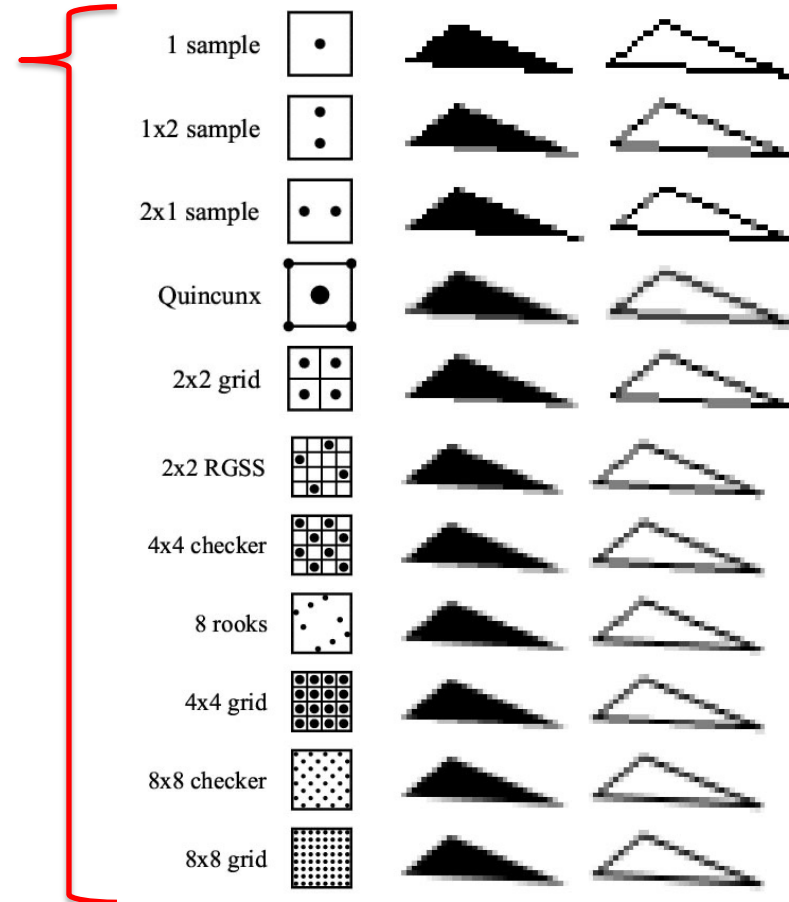 1 sample
1x2 sample
2x1 sample
Quincunx
2x2 grid
2x2 RGSS
4x4 checker
8 rooks
4x4 grid
8x8 checker
8x8 grid